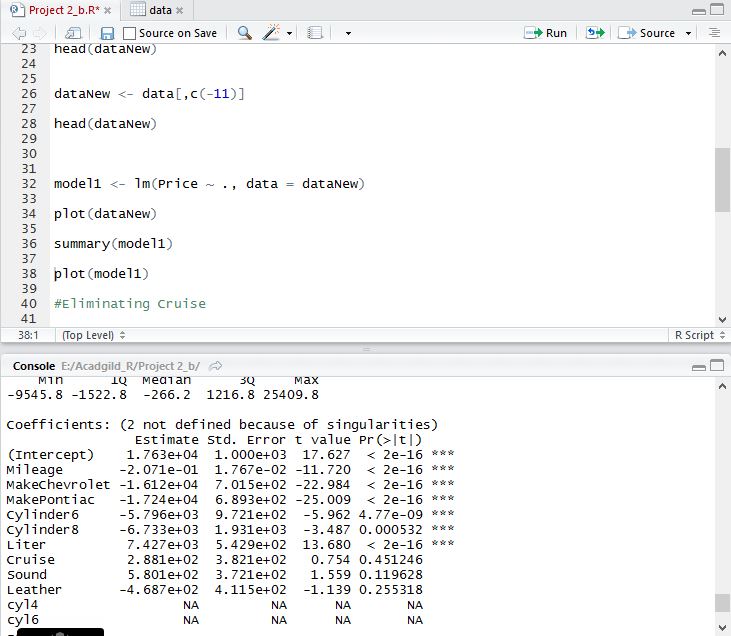 Project 2_b.R* data
Source on Save Run Source
23 head(dataNew)
24
25
26 dataNew <- data[,c(-11)]
27
28 head(dataNew)
29
30
31
32 model1 <- lm(Price ~ ., data = dataNew)
33
34 plot(dataNew)
35
36 summary(model1)
37
38 plot(model1)
39
40 #Eliminating Cruise
41
38:1 (Top Level) R Script
Console E:/Acadgild_R/Project 2_b/
Min 1Q Median 3Q Max
-9545.8 -1522.8 -266.2 1216.8 25409.8
Coefficients: (2 not defined because of singularities)
Estimate Std. Error t value Pr(>|t|)
(Intercept) 1.763e+04 1.000e+03 17.627 < 2e-16 ***
Mileage -2.071e-01 1.767e-02 -11.720 < 2e-16 ***
MakeChevrolet -1.612e+04 7.015e+02 -22.984 < 2e-16 ***
MakePontiac -1.724e+04 6.893e+02 -25.009 < 2e-16 ***
Cylinder6 -5.796e+03 9.721e+02 -5.962 4.77e-09 ***
Cylinder8 -6.733e+03 1.931e+03 -3.487 0.000532 ***
Liter 7.427e+03 5.429e+02 13.680 < 2e-16 ***
Cruise 2.881e+02 3.821e+02 0.754 0.451246
Sound 5.801e+02 3.721e+02 1.559 0.119628
Leather -4.687e+02 4.115e+02 -1.139 0.255318
cyl4 NA NA NA NA
cyl6 NA NA NA NA